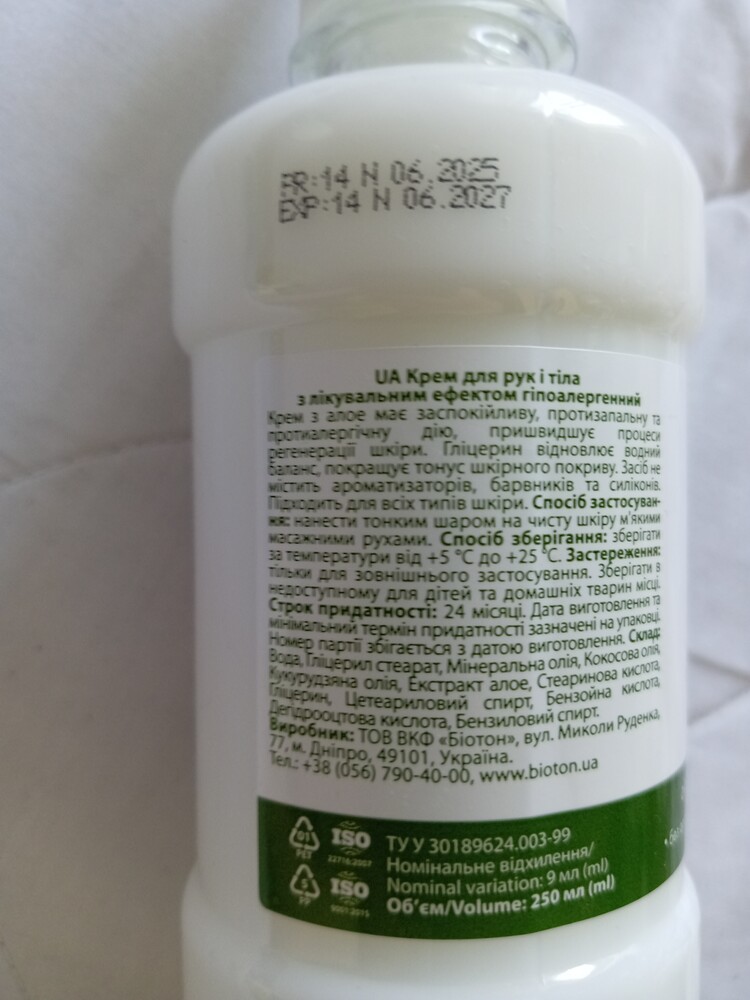 PR:14 N 06.2025
EXP:14 N 06.2027
UA Крем для рук і тіла
з лікувальним ефектом гіпоалергенний
Крем з алое має заспокійливу, протизапальну та
протиалергічну дію, пришвидшує процеси
регенерації шкіри. Гліцерин відновлює водний
баланс, покращує тонус шкірного покриву. Засіб не
містить ароматизаторів, барвників та силіконів.
Підходить для всіх типів шкіри. Спосіб застосуван-
ня: нанести тонким шаром на чисту шкіру м'якими
масажними рухами. Спосіб зберігання: зберігати
за температури від +5 °С до +25 °С. Застереження:
тільки для зовнішнього застосування. Зберігати в
недоступному для дітей та домашніх тварин місці.
Строк придатності: 24 місяці. Дата виготовлення та
мінімальний термін придатності зазначені на упаковці.
Номер партії збігається з датою виготовлення. Склад:
Вода, Гліцерил стеарат, Мінеральна олія, Кокосова олія,
Кукурудзяна олія, Екстракт алое, Стеаринова кислота,
Гліцерин, Цетеариловий спирт, Бензойна кислота,
Дегідрооцтова кислота, Бензиловий спирт.
Виробник: ТОВ ВКФ «Біотон», вул. Миколи Руденка,
77, м. Дніпро, 49101, Україна.
Тел.: +38 (056) 790-40-00, www.bioton.ua
01 PET ISO 22716:2007 ТУ У 30189624.003-99
Номінальне відхилення/
5 PP ISO 9001:2015 Nominal variation: 9 мл (ml)
Об'єм/Volume: 250 мл (ml)